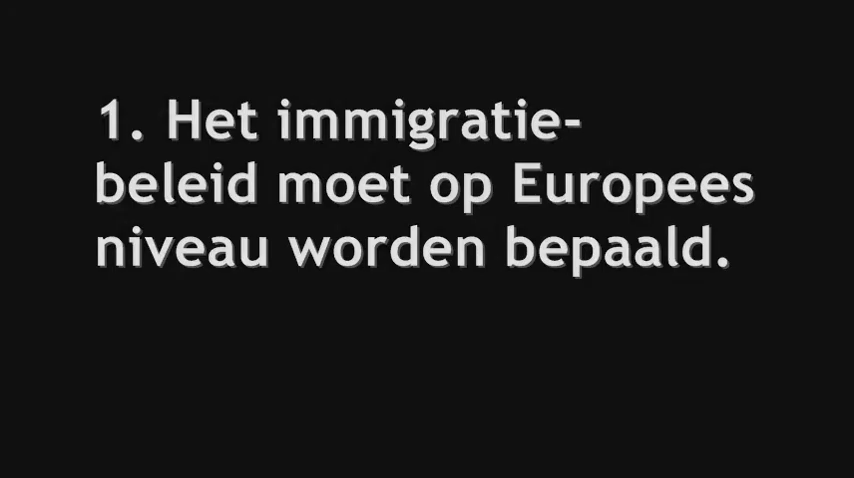 1. Het immigratie-
beleid moet op Europees
niveau worden bepaald.